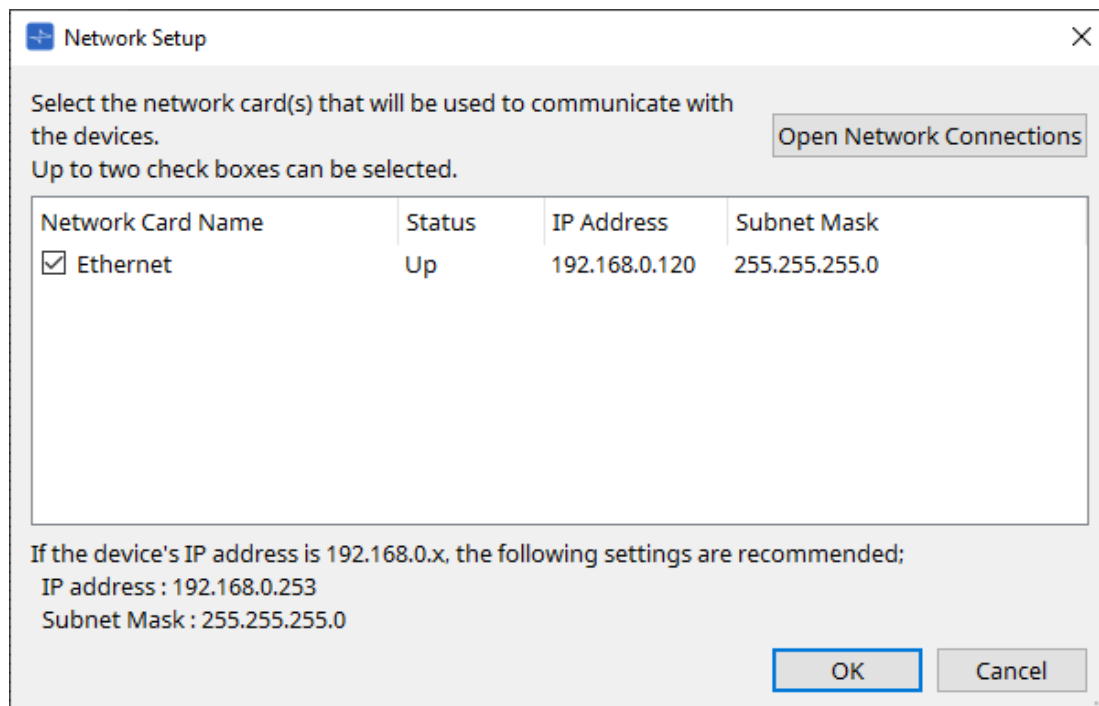 Network Setup
Select the network card(s) that will be used to communicate with
the devices.
Open Network Connections
Up to two check boxes can be selected.
Network Card Name Status IP Address Subnet Mask
Ethernet Up 192.168.0.120 255.255.255.0
If the device's IP address is 192.168.0.x, the following settings are recommended;
IP address : 192.168.0.253
Subnet Mask : 255.255.255.0
OK Cancel